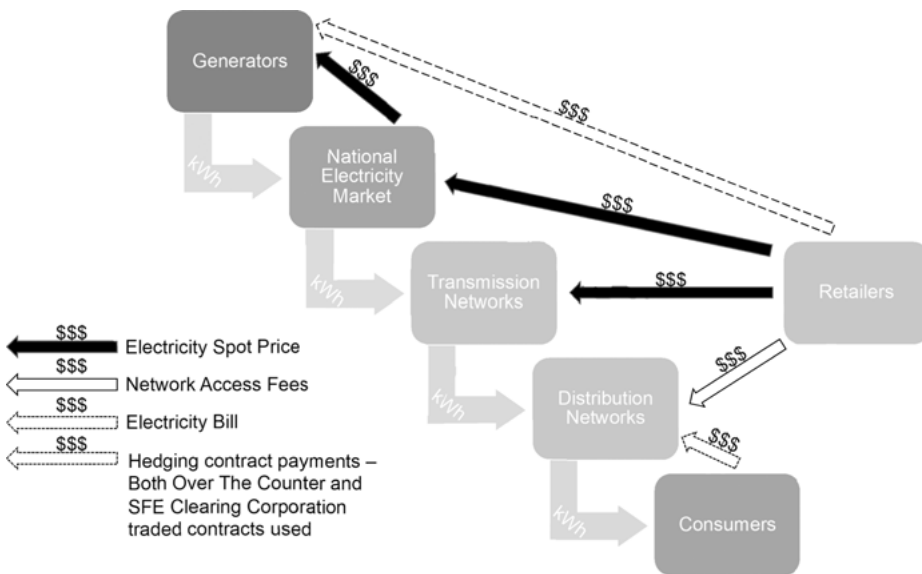 Generators
$$$
$$$
kWh
National
Electricity
Market
$$$
kWh
Transmission
Networks
$$$
Retailers
$$$
Electricity Spot Price
$$$
Network Access Fees
$$$
Electricity Bill
$$$
Hedging contract payments –
Both Over The Counter and
SFE Clearing Corporation
traded contracts used
kWh
Distribution
Networks
$$$
$$$
kWh
Consumers